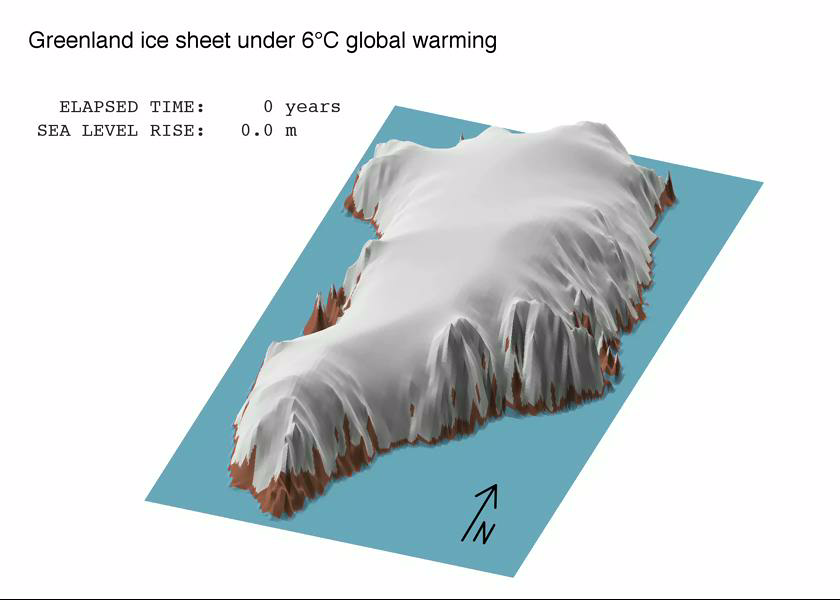 Greenland ice sheet under 6°C global warming
ELAPSED TIME: 0 years
SEA LEVEL RISE: 0.0 m
N